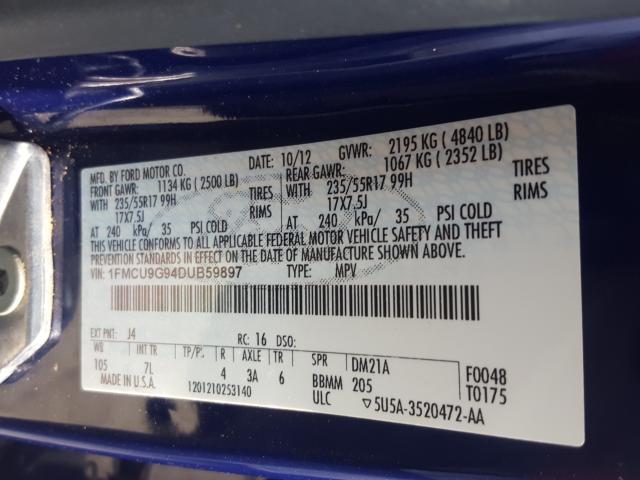 MFD. BY FORD MOTOR CO.
DATE: 10/12 GVWR: 2195 KG ( 4840 LB)
FRONT GAWR: 1134 KG ( 2500 LB) REAR GAWR: 1067 KG ( 2352 LB)
WITH 235/55R17 99H TIRES WITH 235/55R17 99H TIRES
17X7.5J RIMS 17X7.5J RIMS
AT 240 kPa/ 35 PSI COLD AT 240 kPa/ 35 PSI COLD
THIS VEHICLE CONFORMS TO ALL APPLICABLE FEDERAL MOTOR VEHICLE SAFETY AND THEFT
PREVENTION STANDARDS IN EFFECT ON THE DATE OF MANUFACTURE SHOWN ABOVE.
VIN: 1FMCU9G94DUB59897 TYPE: MPV
EXT PNT: J4 RC: 16 DSO:
WB INT TR TP/PS R AXLE TR SPR DM21A F0048
105 7L 4 3A 6 BBMM 205 T0175
MADE IN U.S.A. 1201210253140 ULC ▽5U5A-3520472-AA